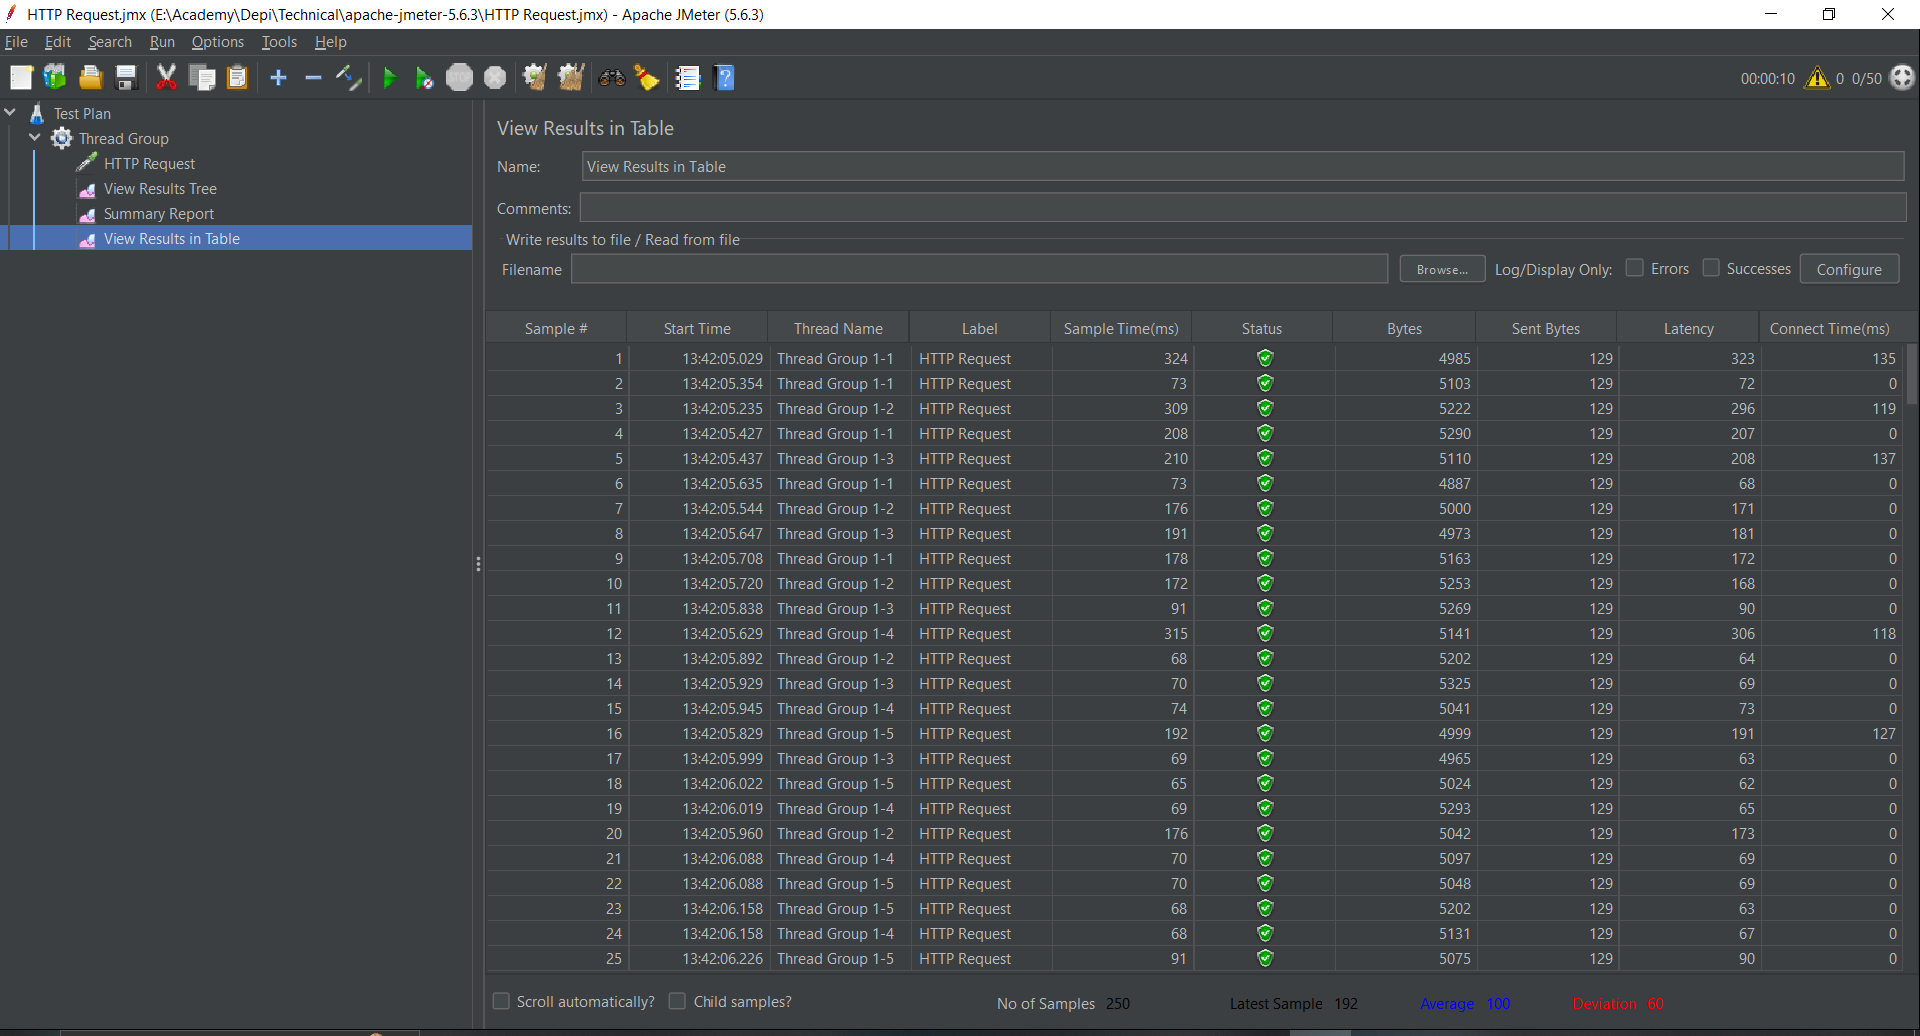 HTTP Request.jmx (E:\Academy\Depi\Technical\apache-jmeter-5.6.3\HTTP Request.jmx) - Apache JMeter (5.6.3)
File Edit Search Run Options Tools Help
STOP 00:00:10 0 0/50
Test Plan
Thread Group
HTTP Request
View Results Tree
Summary Report
View Results in Table
View Results in Table
Name: View Results in Table
Comments:
Write results to file / Read from file
Filename Browse... Log/Display Only: Errors Successes Configure
Sample # Start Time Thread Name Label Sample Time(ms) Status Bytes Sent Bytes Latency Connect Time(ms)
1 13:42:05.029 Thread Group 1-1 HTTP Request 324 4985 129 323 135
2 13:42:05.354 Thread Group 1-1 HTTP Request 73 5103 129 72 0
3 13:42:05.235 Thread Group 1-2 HTTP Request 309 5222 129 296 119
4 13:42:05.427 Thread Group 1-1 HTTP Request 208 5290 129 207 0
5 13:42:05.437 Thread Group 1-3 HTTP Request 210 5110 129 208 137
6 13:42:05.635 Thread Group 1-1 HTTP Request 73 4887 129 68 0
7 13:42:05.544 Thread Group 1-2 HTTP Request 176 5000 129 171 0
8 13:42:05.647 Thread Group 1-3 HTTP Request 191 4973 129 181 0
9 13:42:05.708 Thread Group 1-1 HTTP Request 178 5163 129 172 0
10 13:42:05.720 Thread Group 1-2 HTTP Request 172 5253 129 168 0
11 13:42:05.838 Thread Group 1-3 HTTP Request 91 5269 129 90 0
12 13:42:05.629 Thread Group 1-4 HTTP Request 315 5141 129 306 118
13 13:42:05.892 Thread Group 1-2 HTTP Request 68 5202 129 64 0
14 13:42:05.929 Thread Group 1-3 HTTP Request 70 5325 129 69 0
15 13:42:05.945 Thread Group 1-4 HTTP Request 74 5041 129 73 0
16 13:42:05.829 Thread Group 1-5 HTTP Request 192 4999 129 191 127
17 13:42:05.999 Thread Group 1-3 HTTP Request 69 4965 129 63 0
18 13:42:06.022 Thread Group 1-5 HTTP Request 65 5024 129 62 0
19 13:42:06.019 Thread Group 1-4 HTTP Request 69 5293 129 65 0
20 13:42:05.960 Thread Group 1-2 HTTP Request 176 5042 129 173 0
21 13:42:06.088 Thread Group 1-4 HTTP Request 70 5097 129 69 0
22 13:42:06.088 Thread Group 1-5 HTTP Request 70 5048 129 69 0
23 13:42:06.158 Thread Group 1-5 HTTP Request 68 5202 129 63 0
24 13:42:06.158 Thread Group 1-4 HTTP Request 68 5131 129 67 0
25 13:42:06.226 Thread Group 1-5 HTTP Request 91 5075 129 90 0
Scroll automatically? Child samples? No of Samples 250 Latest Sample 192 Average 100 Deviation 60